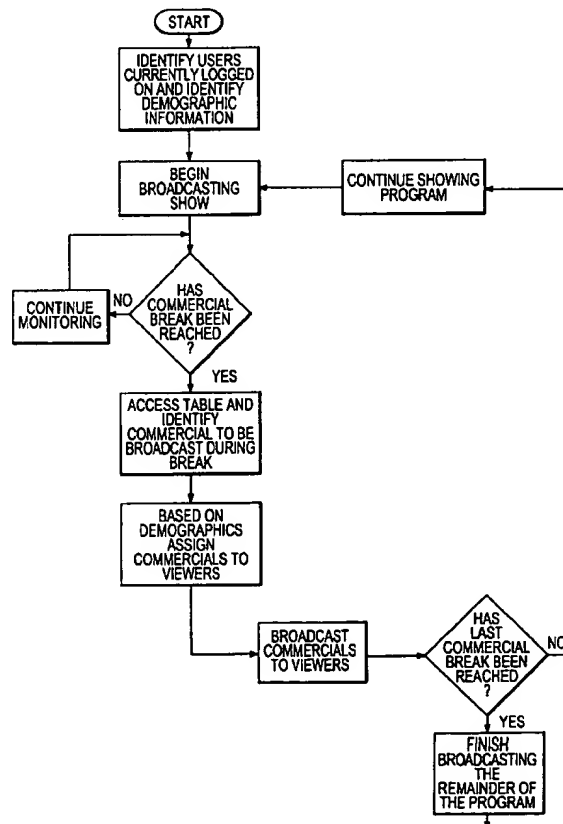 START
IDENTIFY USERS
CURRENTLY LOGGED
ON AND IDENTIFY
DEMOGRAPHIC
INFORMATION
BEGIN
BROADCASTING
SHOW
CONTINUE SHOWING
PROGRAM
CONTINUE
MONITORING
NO
HAS
COMMERCIAL
BREAK BEEN
REACHED
?
YES
ACCESS TABLE AND
IDENTIFY
COMMERCIAL TO BE
BROADCAST DURING
BREAK
BASED ON
DEMOGRAPHICS
ASSIGN
COMMERCIALS TO
VIEWERS
BROADCAST
COMMERCIALS
TO VIEWERS
HAS
LAST
COMMERCIAL
BREAK BEEN
REACHED
?
NO
YES
FINISH
BROADCASTING
THE
REMAINDER OF
THE PROGRAM